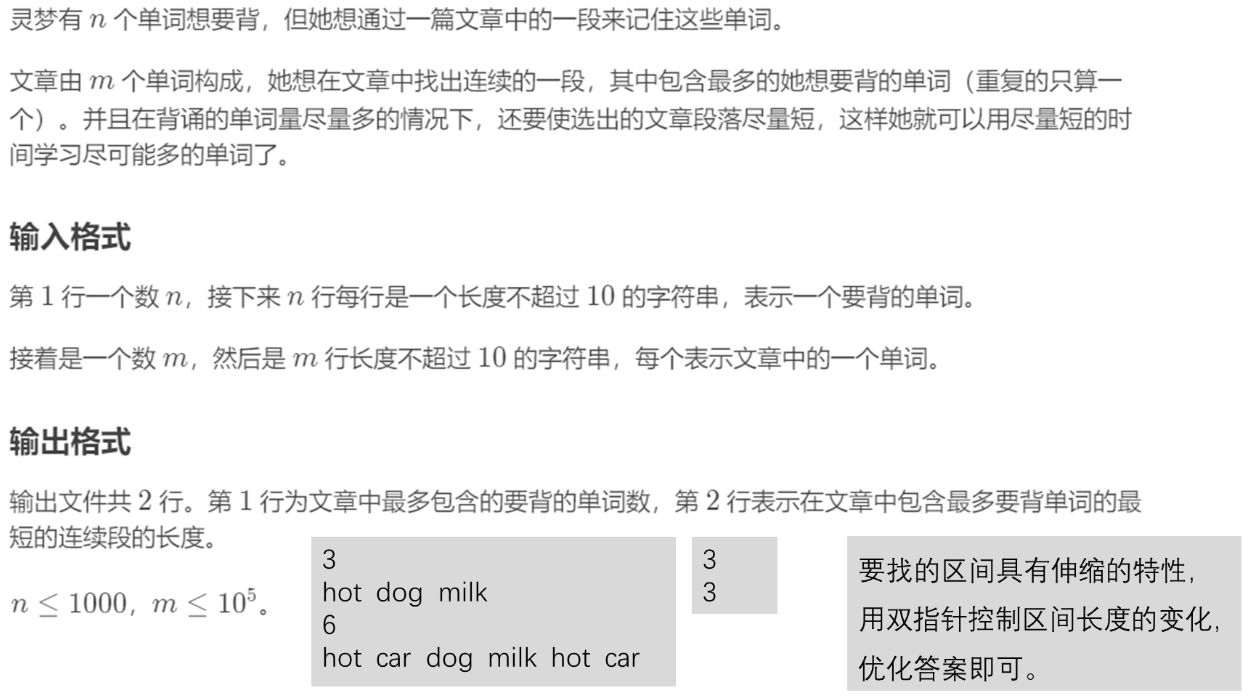 灵梦有 n 个单词想要背，但她想通过一篇文章中的一段来记住这些单词。
文章由 m 个单词构成，她想在文章中找出连续的一段，其中包含最多的她想要背的单词（重复的只算一
个）。并且在背诵的单词量尽量多的情况下，还要使选出的文章段落尽量短，这样她就可以用尽量短的时
间学习尽可能多的单词了。
输入格式
第 1 行一个数 n，接下来 n 行每行是一个长度不超过 10 的字符串，表示一个要背的单词。
接着是一个数 m，然后是 m 行长度不超过 10 的字符串，每个表示文章中的一个单词。
输出格式
输出文件共 2 行。第 1 行为文章中最多包含的要背的单词数，第 2 行表示在文章中包含最多要背单词的最
短的连续段的长度。
n ≤ 1000，m ≤ 10⁵。
3
hot dog milk
6
hot car dog milk hot car
3
3
要找的区间具有伸缩的特性，
用双指针控制区间长度的变化，
优化答案即可。